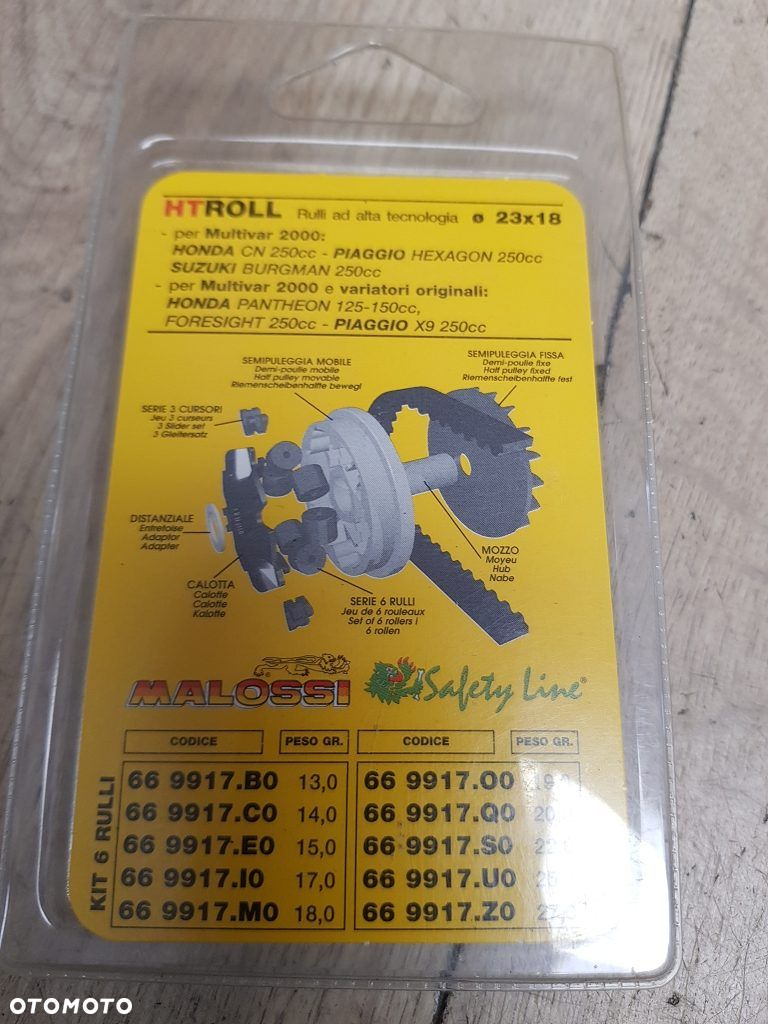 HTROLL Rulli ad alta tecnologia ø 23x18
- per Multivar 2000:
HONDA CN 250cc - PIAGGIO HEXAGON 250cc
SUZUKI BURGMAN 250cc
- per Multivar 2000 e variatori originali:
HONDA PANTHEON 125-150cc,
FORESIGHT 250cc - PIAGGIO X9 250cc
SEMIPULEGGIA MOBILE
Demi-poulie mobile
Half pulley movable
Riemenscheibenhalfte bewegl
SEMIPULEGGIA FISSA
Demi-poulie fixe
Half pulley fixed
Riemenscheibenhalfte fest
SERIE 3 CURSORI
Jeu 3 curseurs
3 Slider set
3 Gleitersatz
DISTANZIALE
Entretoise
Adaptor
Adapter
MOZZO
Moyeu
Hub
Nabe
CALOTTA
Calotte
Calotte
Kalotte
SERIE 6 RULLI
Jeu de 6 rouleaux
Set of 6 rollers i
6 rollen
MALOSSI Safety Line®
CODICE PESO GR. CODICE PESO GR.
KIT 6 RULLI
66 9917.B0 13,0 66 9917.O0
66 9917.C0 14,0 66 9917.Q0
66 9917.E0 15,0 66 9917.S0
66 9917.I0 17,0 66 9917.U0
66 9917.M0 18,0 66 9917.Z0
OTOMOTO